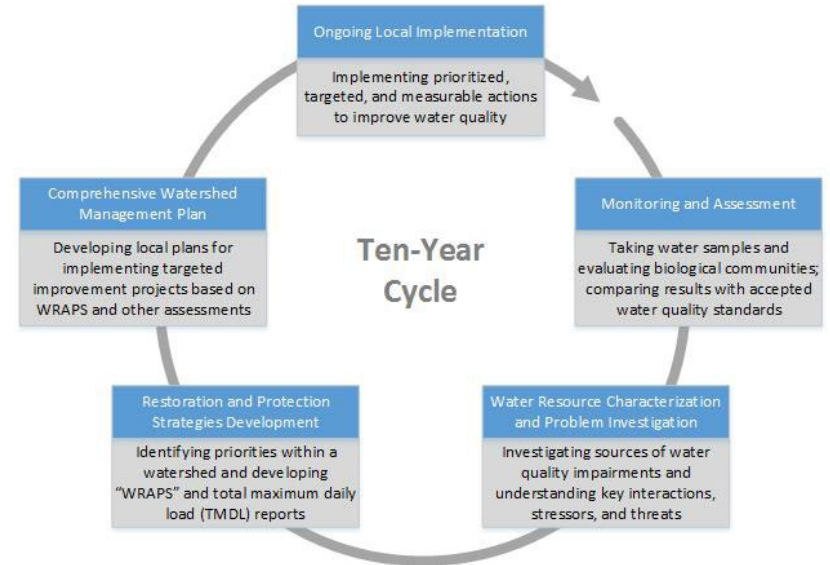 Ongoing Local Implementation
Implementing prioritized,
targeted, and measurable actions
to improve water quality
Monitoring and Assessment
Taking water samples and
evaluating biological communities;
comparing results with accepted
water quality standards
Water Resource Characterization
and Problem Investigation
Investigating sources of water
quality impairments and
understanding key interactions,
stressors, and threats
Restoration and Protection
Strategies Development
Identifying priorities within a
watershed and developing
“WRAPS” and total maximum daily
load (TMDL) reports
Comprehensive Watershed
Management Plan
Developing local plans for
implementing targeted
improvement projects based on
WRAPS and other assessments
Ten-Year
Cycle